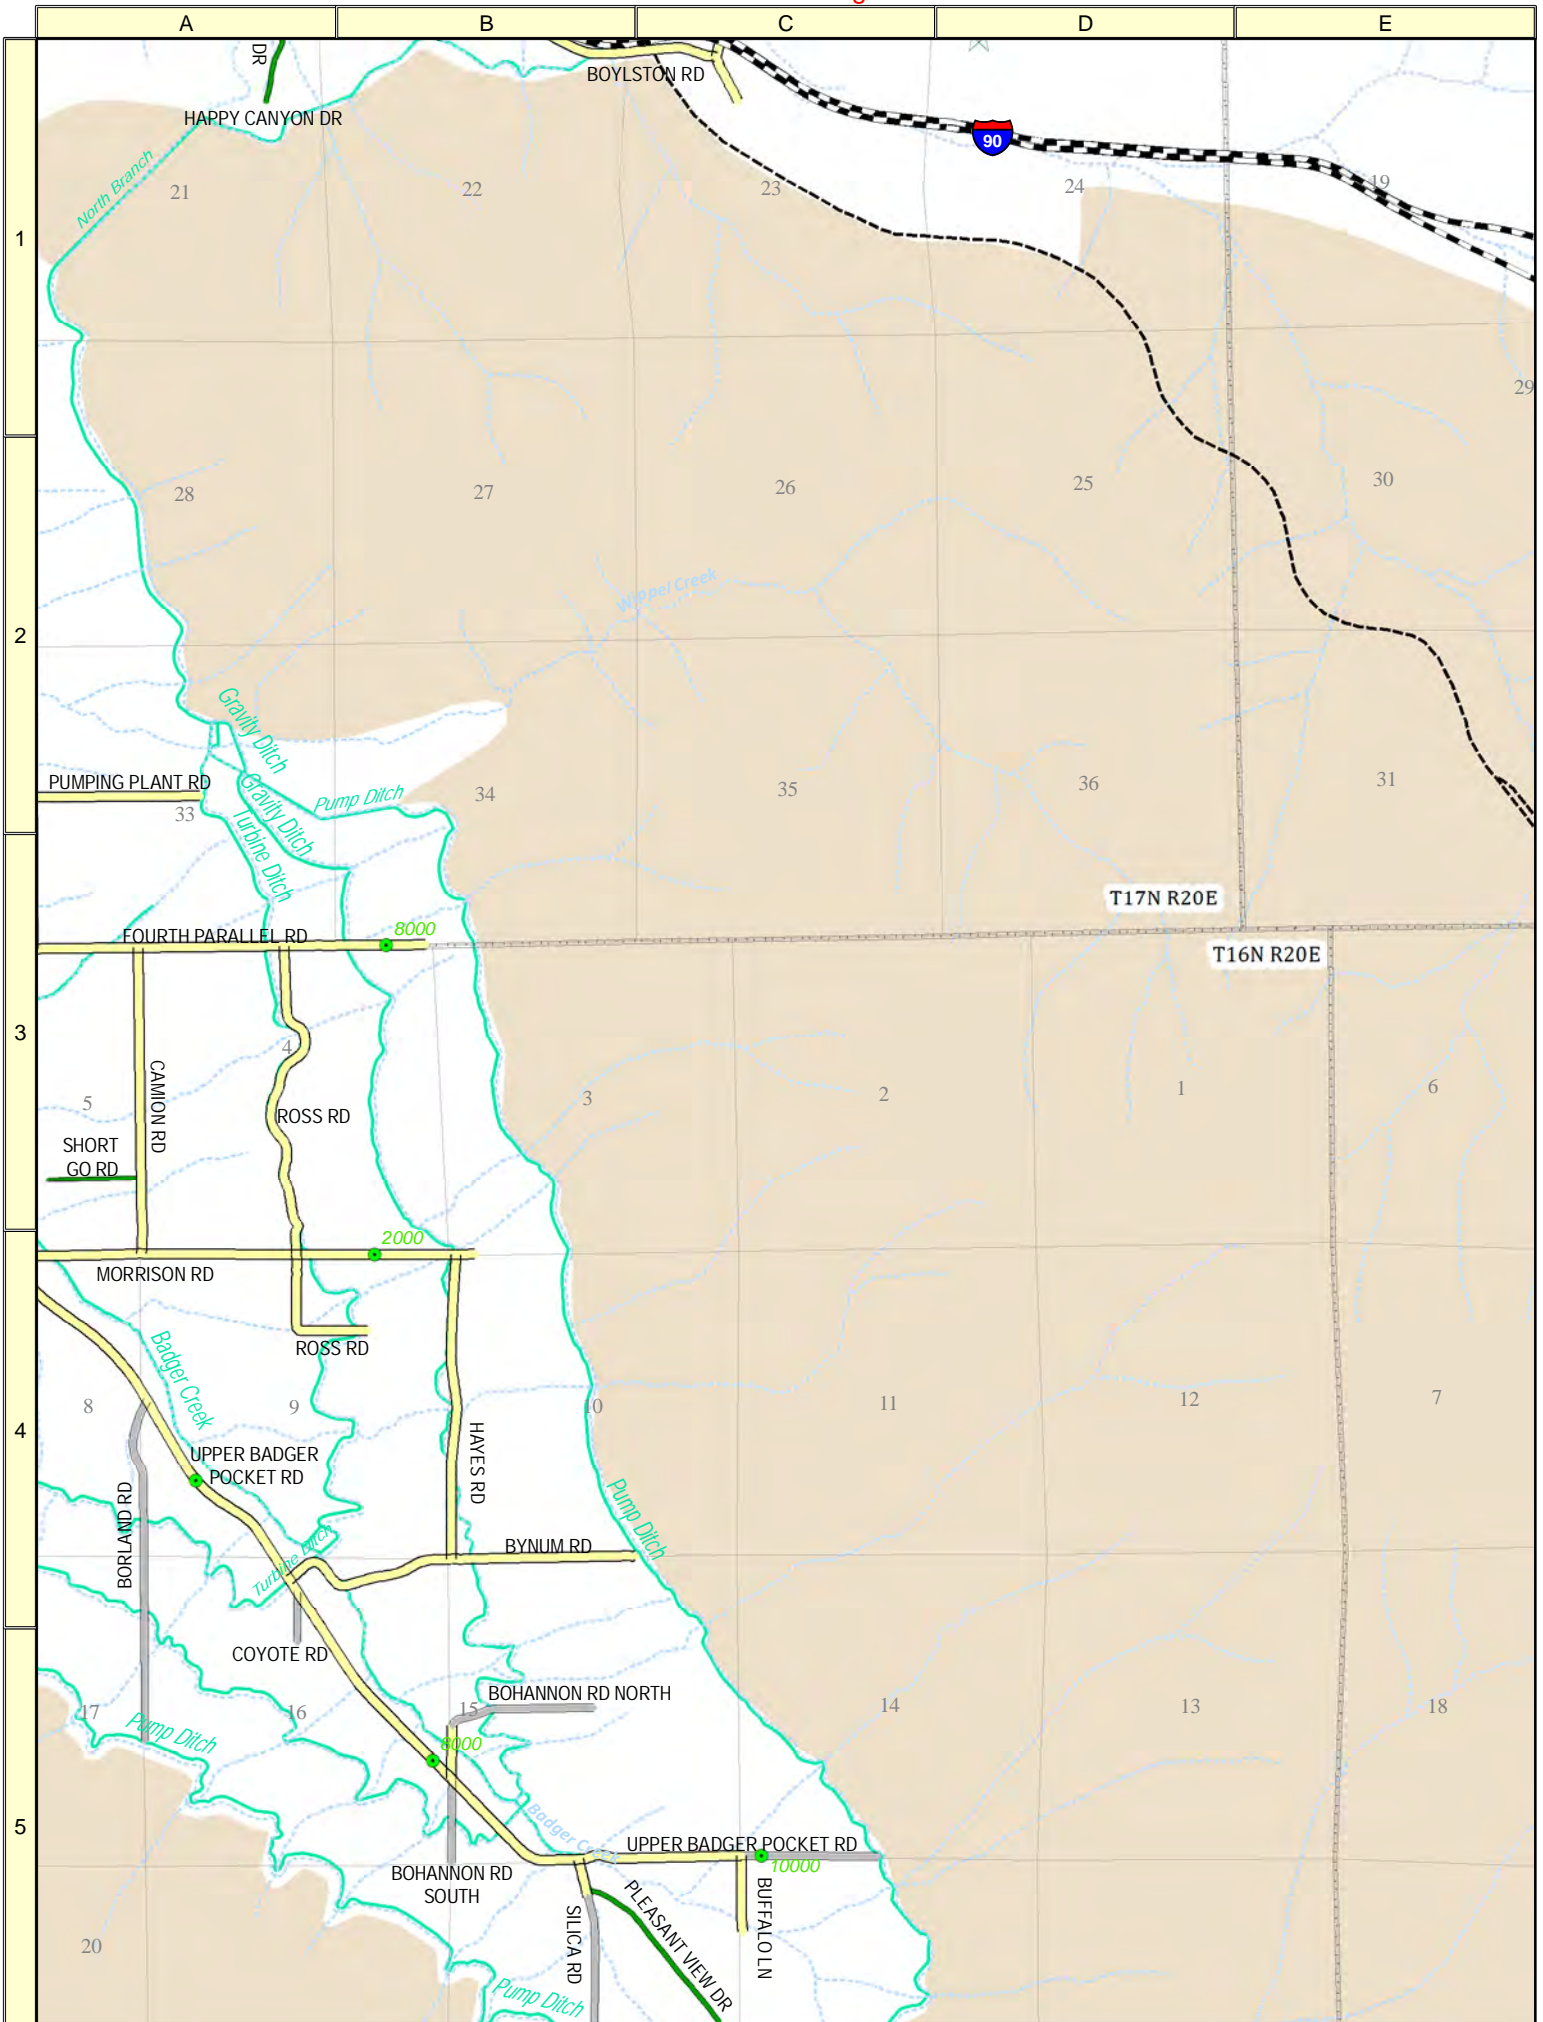 A
B
C
D
E
DR
BOYLSTON RD
HAPPY CANYON DR
90
North Branch
21
22
23
24
19
1
29
28
27
26
25
30
Wippel Creek
2
Gravity Ditch
PUMPING PLANT RD
Gravity Ditch
Pump Ditch
33
34
35
36
31
Turbine Ditch
T17N R20E
8000
FOURTH PARALLEL RD
T16N R20E
3
4
CAMION RD
5
3
2
1
6
ROSS RD
SHORT
GO RD
2000
MORRISON RD
Badger Creek
ROSS RD
8
9
10
11
12
7
4
HAYES RD
UPPER BADGER
POCKET RD
BORLAND RD
Pump Ditch
Turbine Ditch
BYNUM RD
COYOTE RD
BOHANNON RD NORTH
17
16
15
14
13
18
Pump Ditch
8000
5
Badger Creek
UPPER BADGER POCKET RD
10000
BOHANNON RD
SOUTH
SILICA RD
PLEASANT VIEW DR
BUFFALO LN
20
Pump Ditch